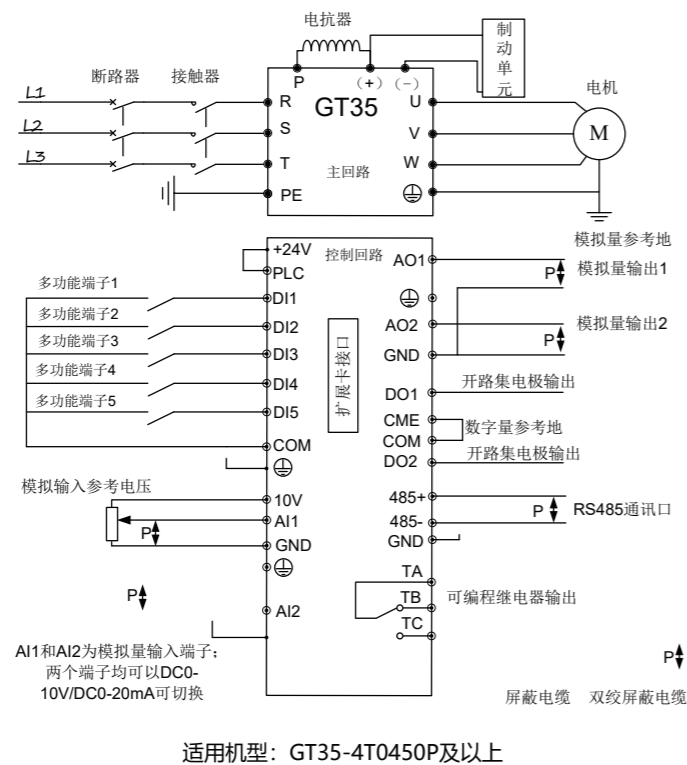 电抗器
制动单元
断路器
接触器
P
(+)
(-)
电机
L1
R
GT35
U
L2
S
V
M
L3
T
主回路
W
PE
+24V
控制回路
AO1
模拟量参考地
PLC
P
模拟量输出1
多功能端子1
DI1
多功能端子2
DI2
AO2
模拟量输出2
多功能端子3
DI3
扩展卡接口
GND
P
多功能端子4
DI4
DO1
开路集电极输出
多功能端子5
DI5
CME
数字量参考地
COM
COM
DO2
开路集电极输出
模拟输入参考电压
10V
485+
AI1
P
P
RS485通讯口
485-
GND
GND
TA
P
TB
可编程继电器输出
AI2
TC
AI1和AI2为模拟量输入端子;
两个端子均可以DC0-
10V/DC0-20mA可切换
P
屏蔽电缆
双绞屏蔽电缆
适用机型：GT35-4T0450P及以上